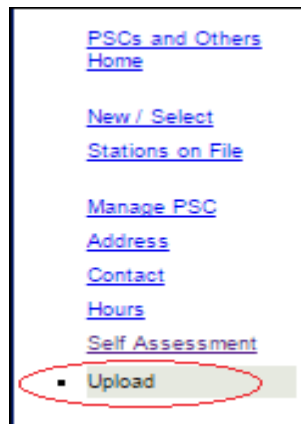 PSCs and Others
Home
New / Select
Stations on File
Manage PSC
Address
Contact
Hours
Self Assessment
Upload